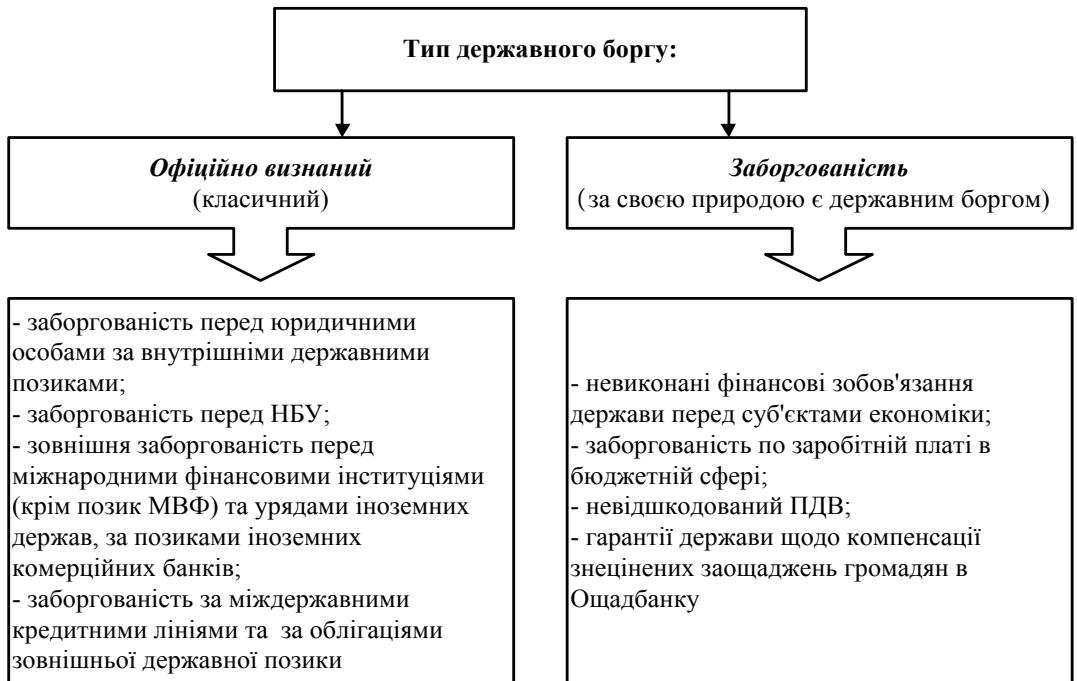 Тип державного боргу:
Офіційно визнаний
(класичний)
Заборгованість
(за своєю природою є державним боргом)
- заборгованість перед юридичними
особами за внутрішніми державними
позиками;
- заборгованість перед НБУ;
- зовнішня заборгованість перед
міжнародними фінансовими інституціями
(крім позик МВФ) та урядами іноземних
держав, за позиками іноземних
комерційних банків;
- заборгованість за міждержавними
кредитними лініями та за облігаціями
зовнішньої державної позики
- невиконані фінансові зобов'язання
держави перед суб'єктами економіки;
- заборгованість по заробітній платі в
бюджетній сфері;
- невідшкодований ПДВ;
- гарантії держави щодо компенсації
знецінених заощаджень громадян в
Ощадбанку